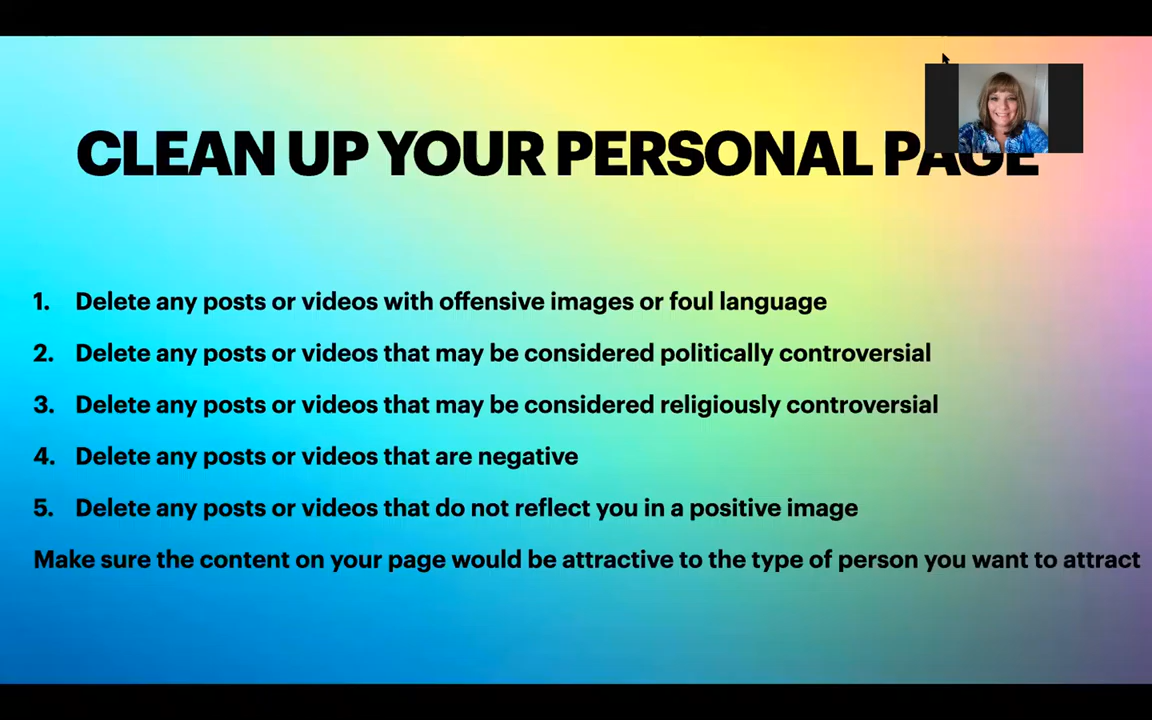 CLEAN UP YOUR PERSONAL PAGE
1. Delete any posts or videos with offensive images or foul language
2. Delete any posts or videos that may be considered politically controversial
3. Delete any posts or videos that may be considered religiously controversial
4. Delete any posts or videos that are negative
5. Delete any posts or videos that do not reflect you in a positive image
Make sure the content on your page would be attractive to the type of person you want to attract